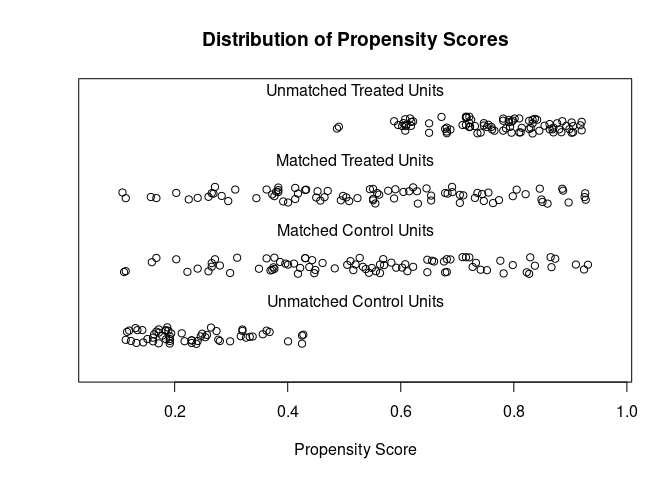 Distribution of Propensity Scores
Unmatched Treated Units
Matched Treated Units
Matched Control Units
Unmatched Control Units
0.2 0.4 0.6 0.8 1.0
Propensity Score